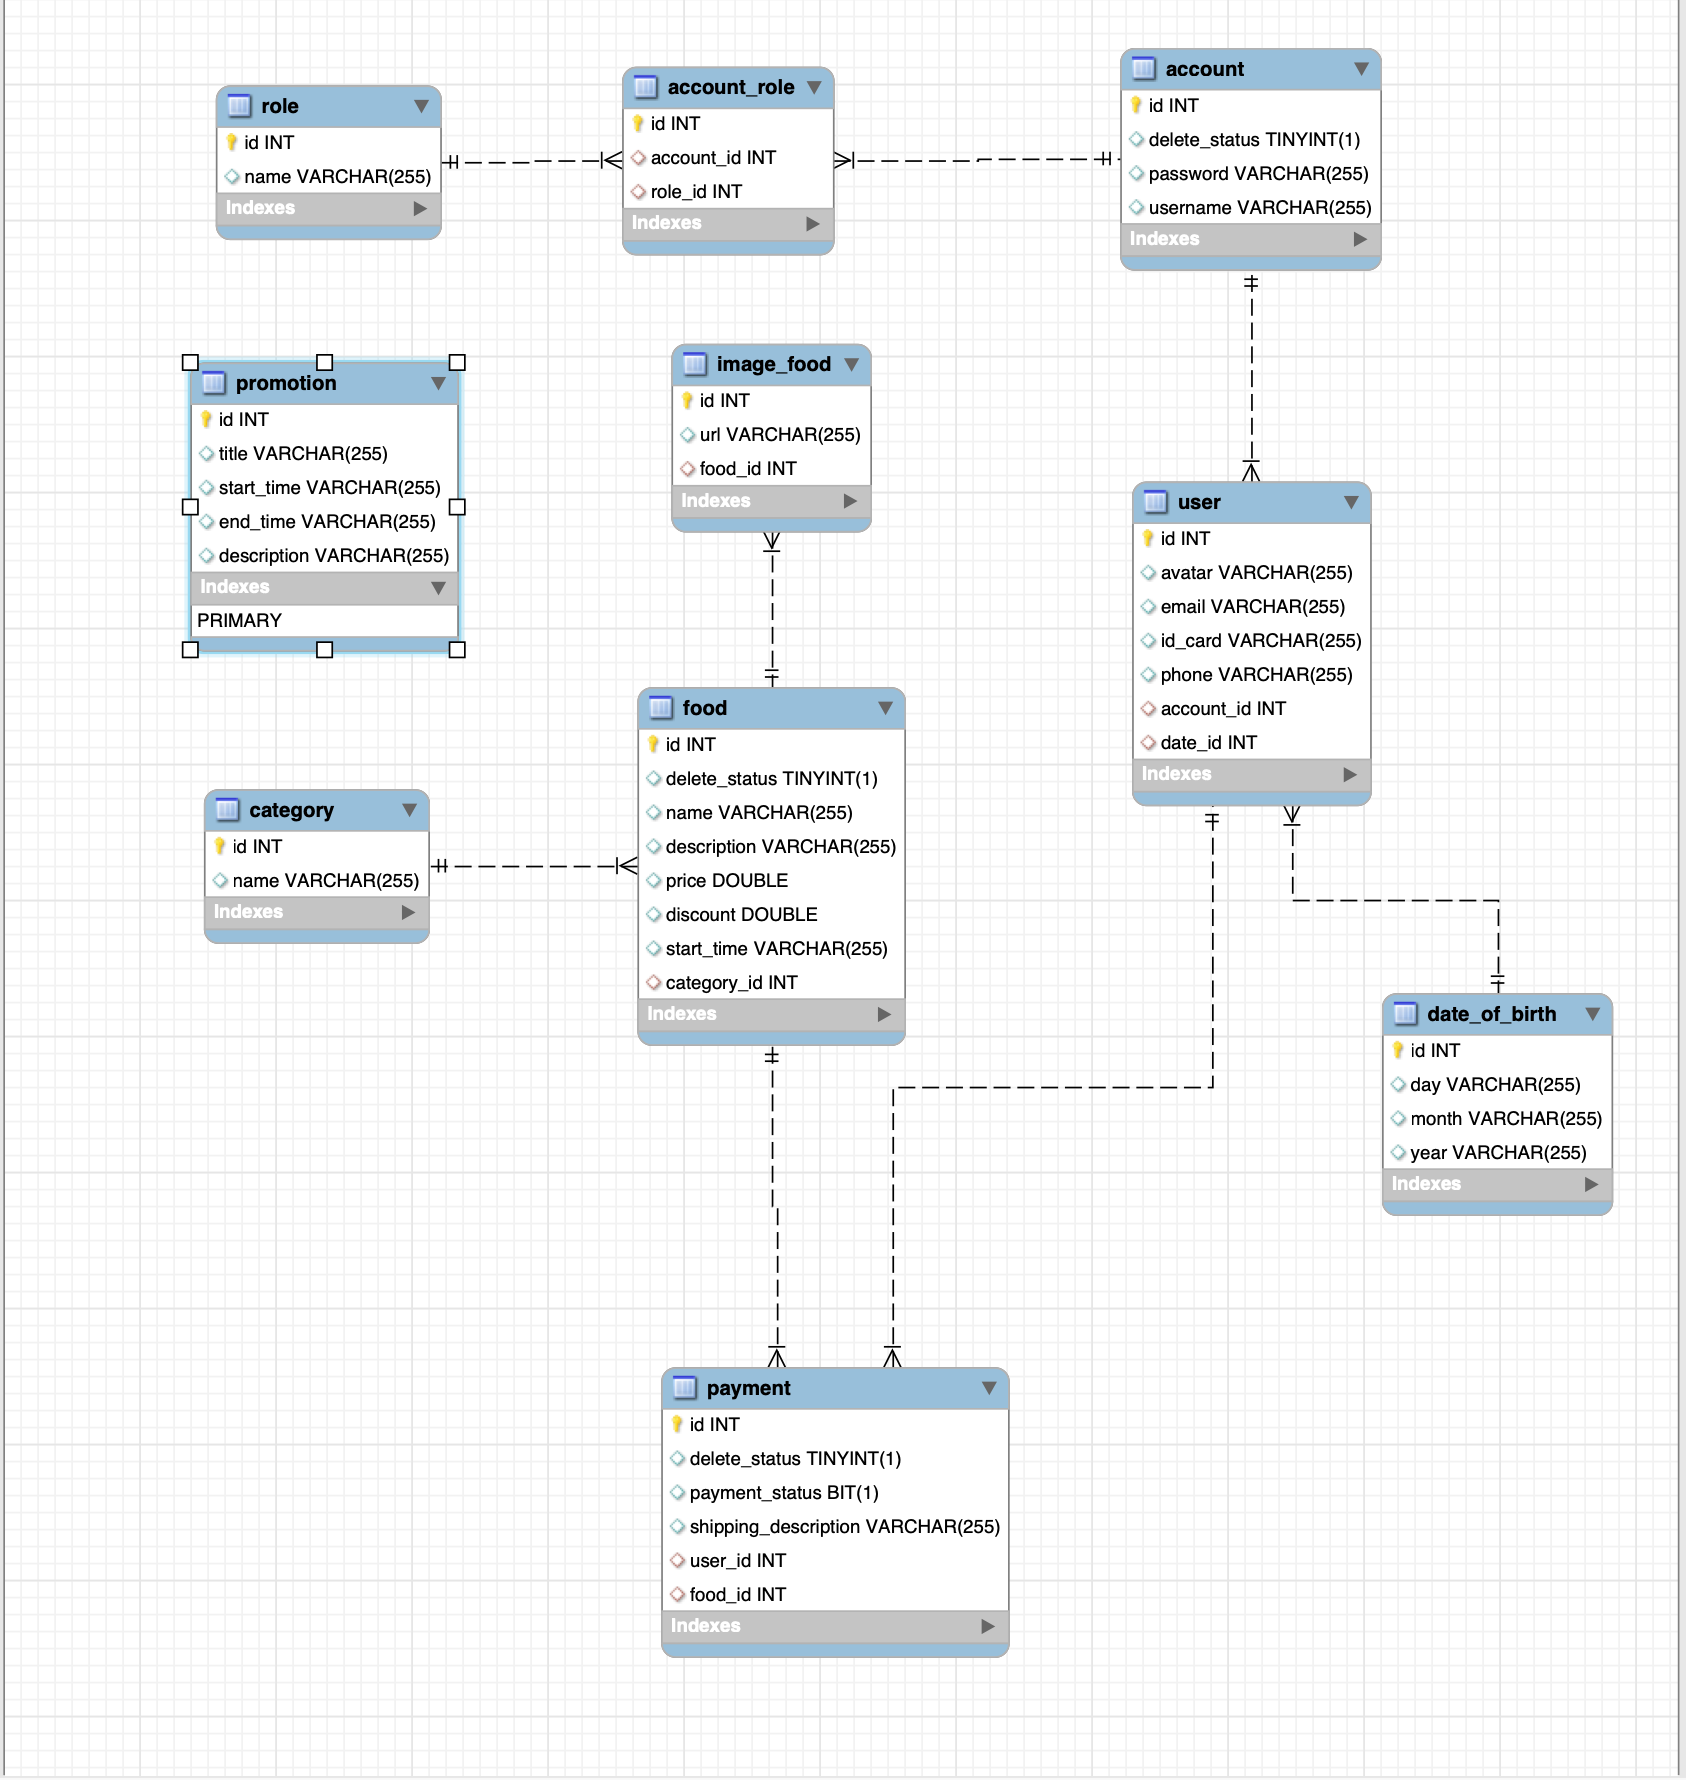 role
id INT
name VARCHAR(255)
Indexes
account_role
id INT
account_id INT
role_id INT
Indexes
account
id INT
delete_status TINYINT(1)
password VARCHAR(255)
username VARCHAR(255)
Indexes
promotion
id INT
title VARCHAR(255)
start_time VARCHAR(255)
end_time VARCHAR(255)
description VARCHAR(255)
Indexes
PRIMARY
image_food
id INT
url VARCHAR(255)
food_id INT
Indexes
user
id INT
avatar VARCHAR(255)
email VARCHAR(255)
id_card VARCHAR(255)
phone VARCHAR(255)
account_id INT
date_id INT
Indexes
category
id INT
name VARCHAR(255)
Indexes
food
id INT
delete_status TINYINT(1)
name VARCHAR(255)
description VARCHAR(255)
price DOUBLE
discount DOUBLE
start_time VARCHAR(255)
category_id INT
Indexes
date_of_birth
id INT
day VARCHAR(255)
month VARCHAR(255)
year VARCHAR(255)
Indexes
payment
id INT
delete_status TINYINT(1)
payment_status BIT(1)
shipping_description VARCHAR(255)
user_id INT
food_id INT
Indexes